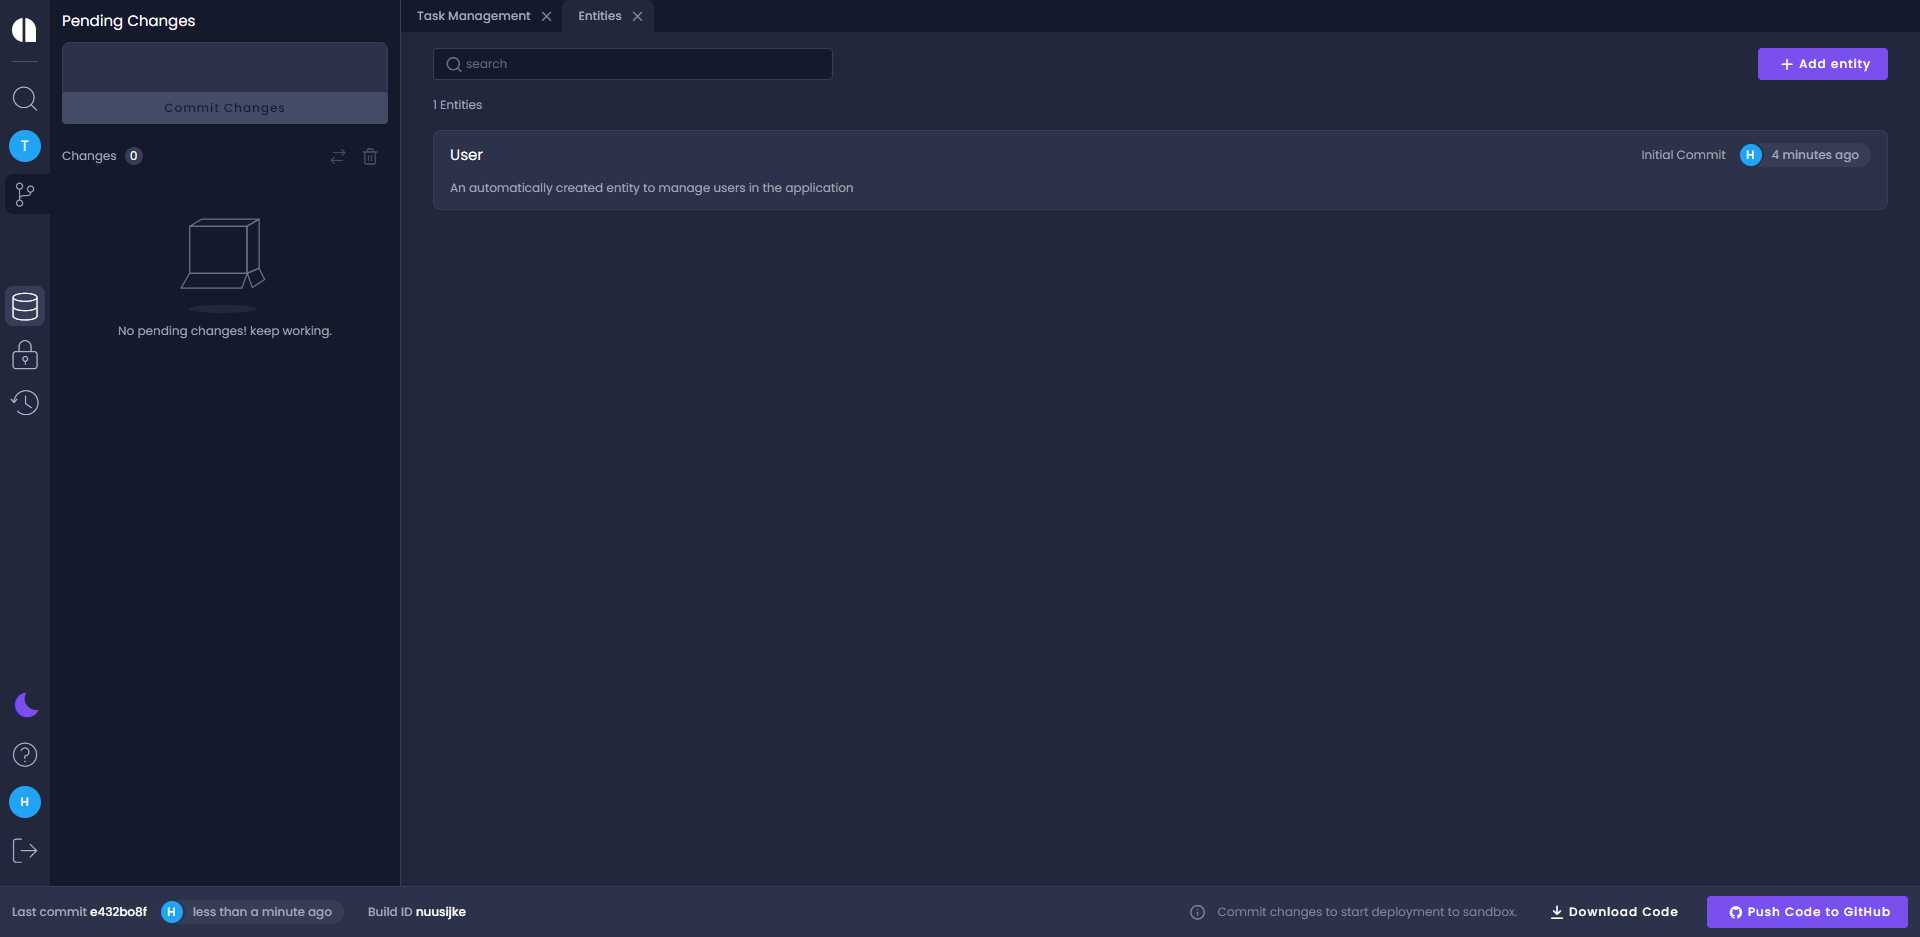 Pending Changes
Commit Changes
Changes 0
No pending changes! keep working.
T
H
Task Management
Entities
search
Add entity
1 Entities
User
Initial Commit H 4 minutes ago
An automatically created entity to manage users in the application
Last commit e432bo8f H less than a minute ago Build ID nuusijke
Commit changes to start deployment to sandbox. Download Code Push Code to GitHub